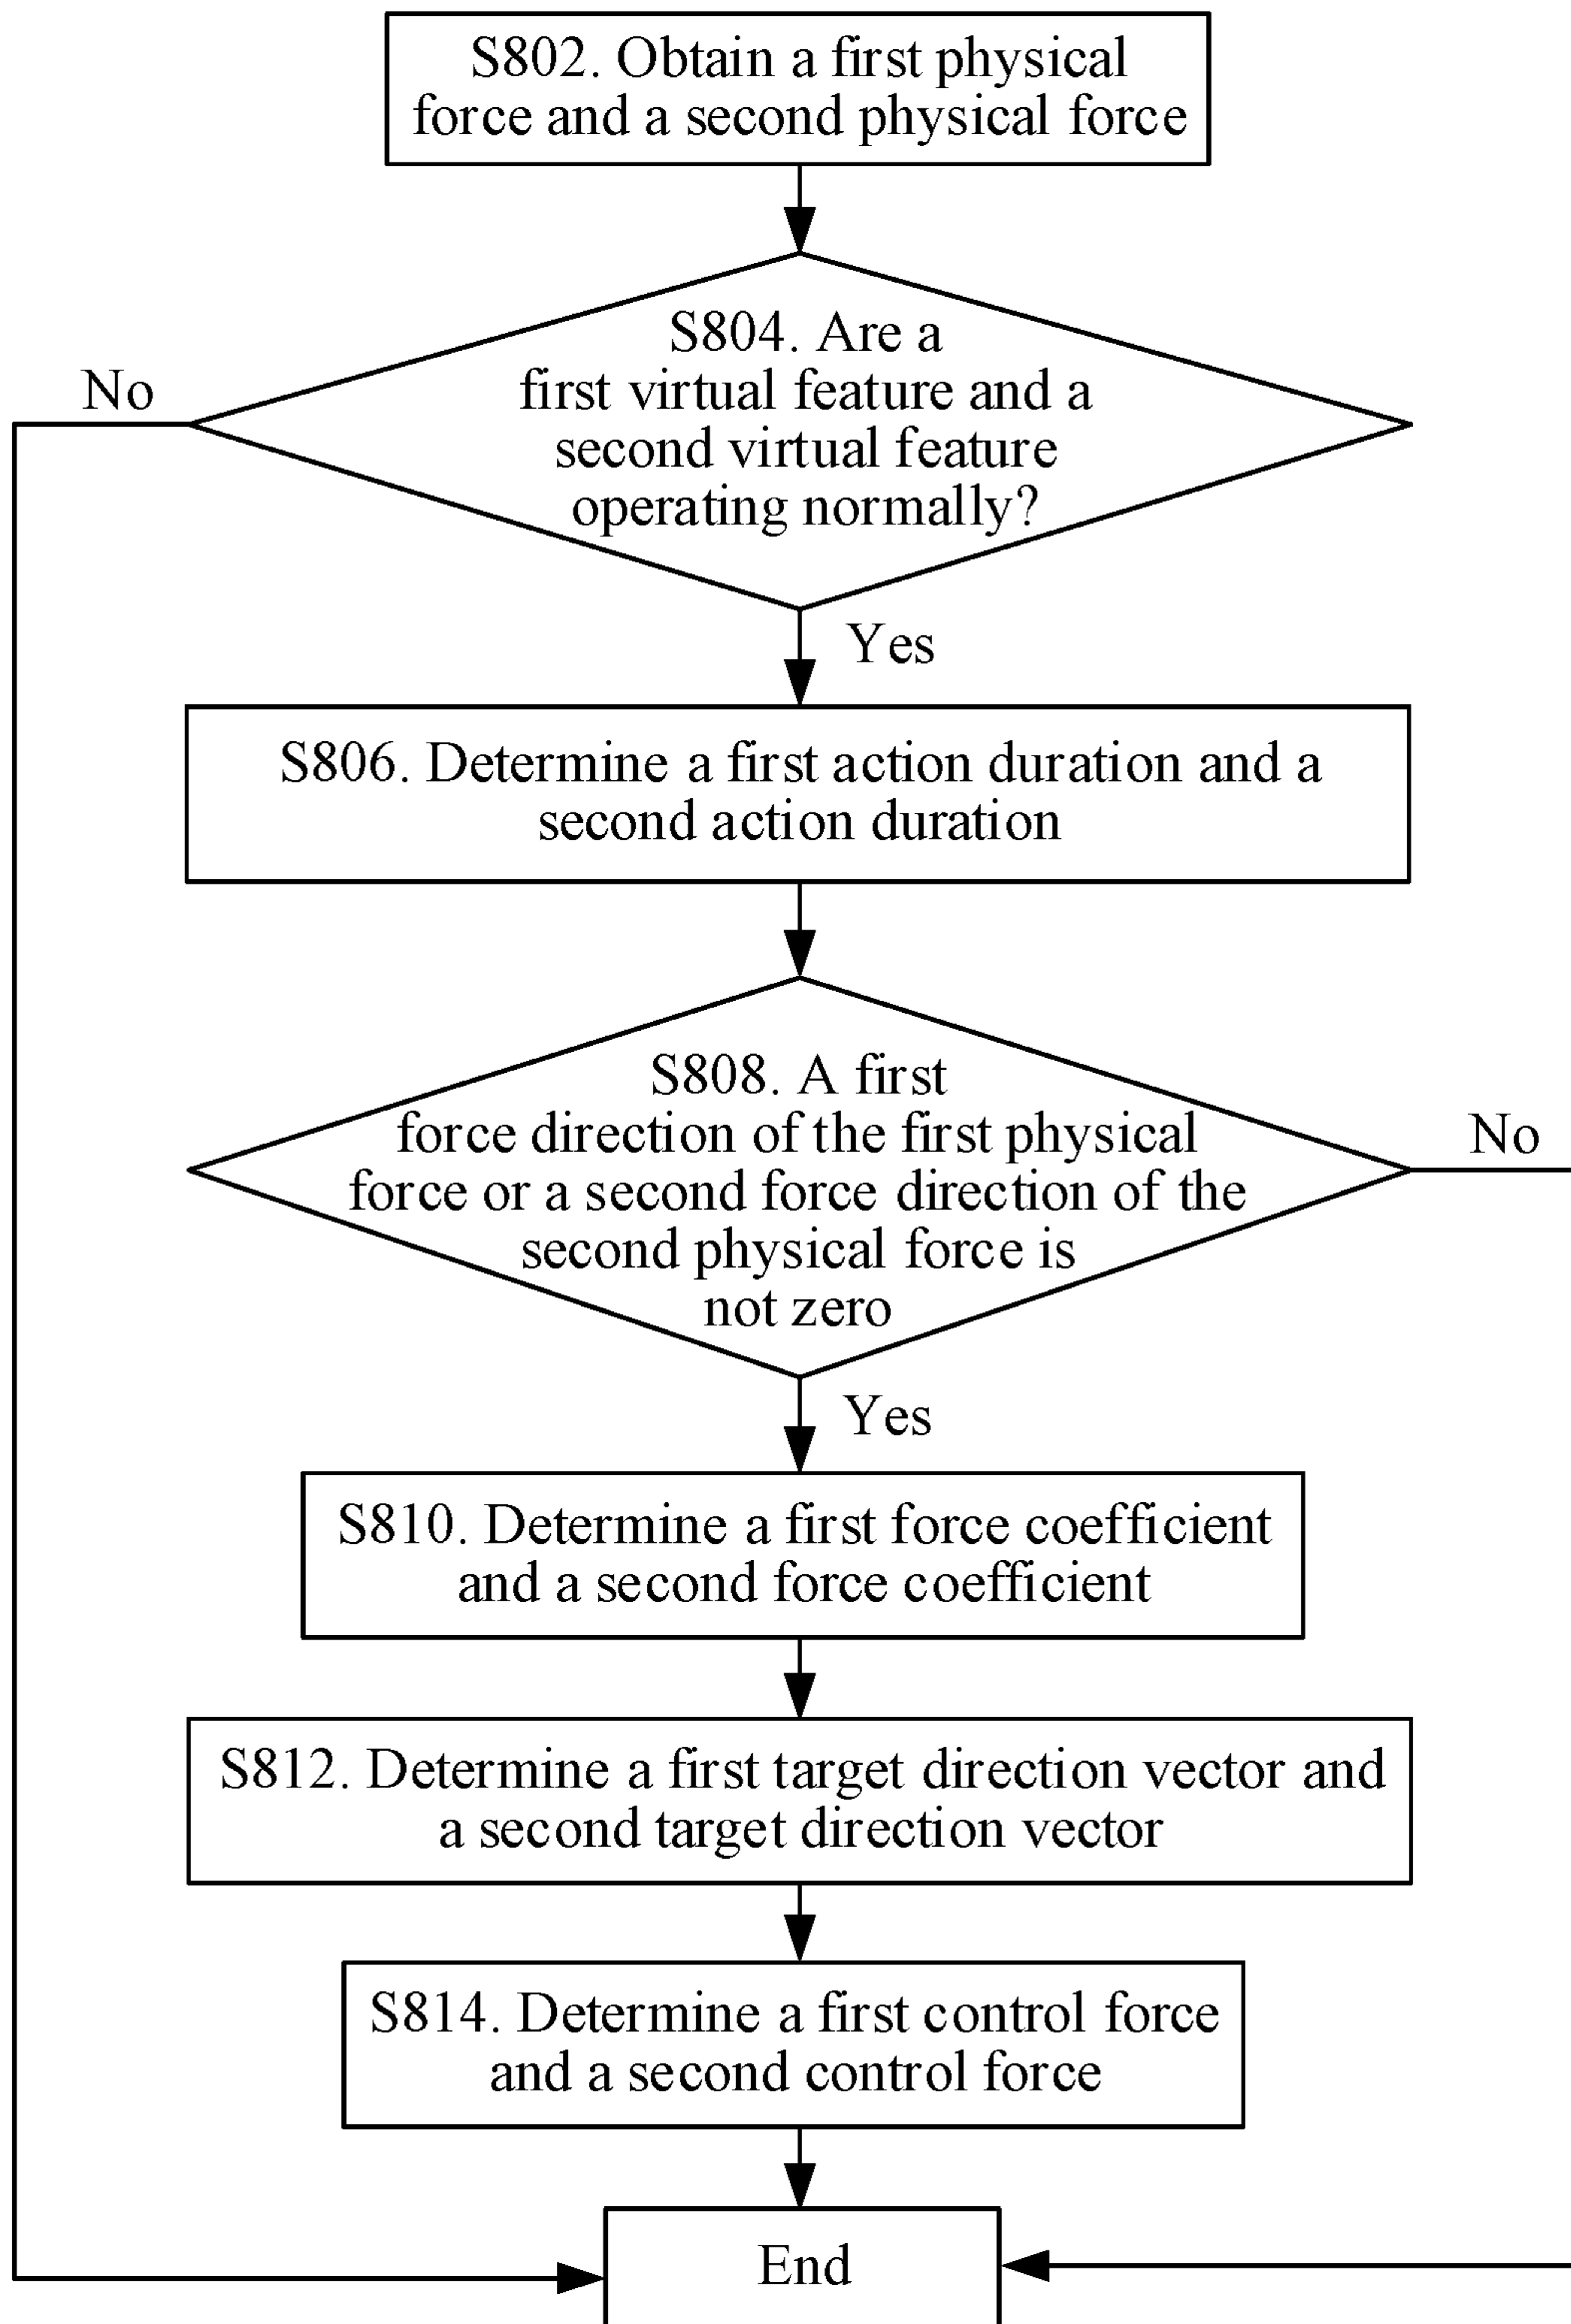 S802. Obtain a first physical
force and a second physical force
S804. Are a
first virtual feature and a
second virtual feature
operating normally?
No
Yes
S806. Determine a first action duration and a
second action duration
S808. A first
force direction of the first physical
force or a second force direction of the
second physical force is
not zero
No
Yes
S810. Determine a first force coefficient
and a second force coefficient
S812. Determine a first target direction vector and
a second target direction vector
S814. Determine a first control force
and a second control force
End